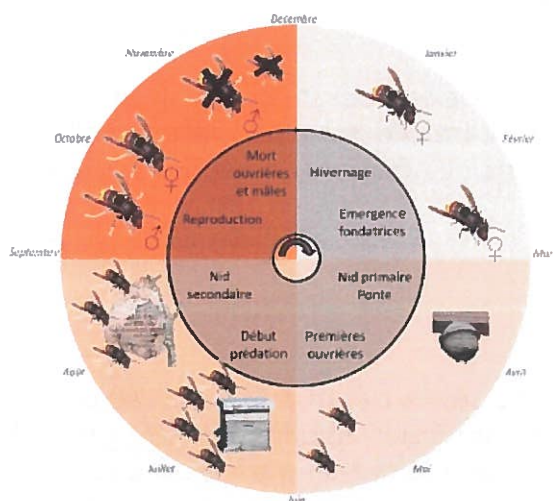 Décembre
Janvier
Février
Mars
Avril
Mai
Juin
Juillet
Août
Septembre
Octobre
Novembre
Hivernage
Emergence
fondatrices
Nid primaire
Ponte
Premières
ouvrières
Début
prédation
Nid
secondaire
Reproduction
Mort
ouvrières
et mâles
♀
♀
♂
♀
♂